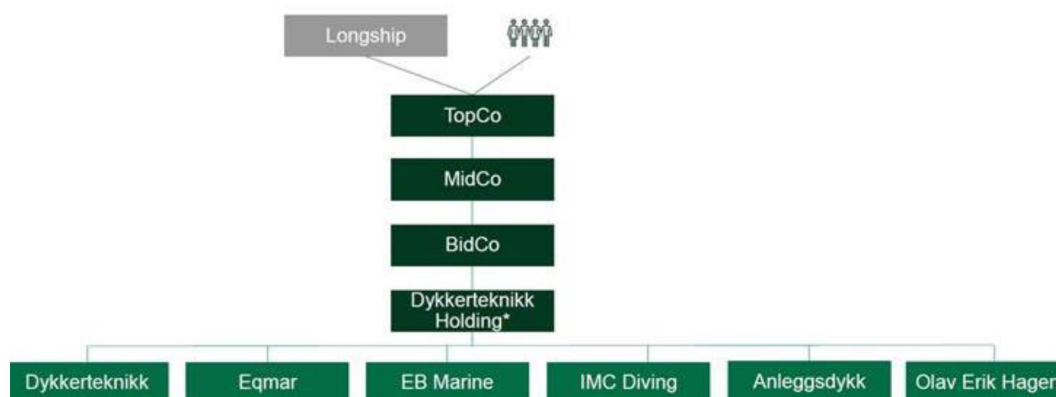 Longship
TopCo
MidCo
BidCo
Dykkerteknikk
Holding*
Dykkerteknikk
Eqmar
EB Marine
IMC Diving
Anleggsdykk
Olav Erik Hagen